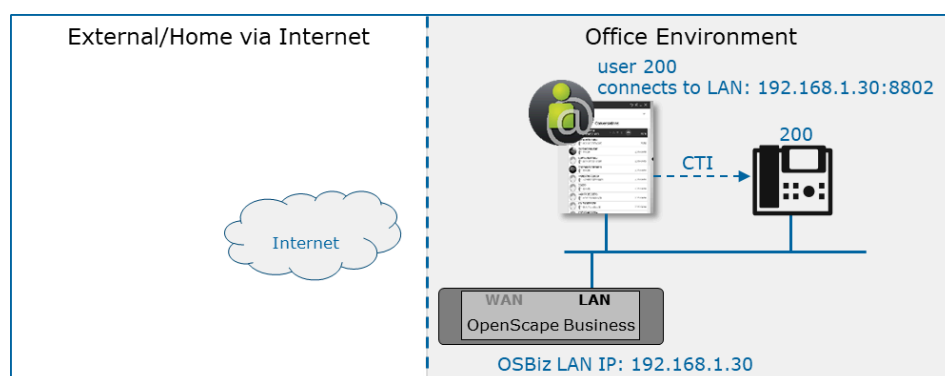 External/Home via Internet
Office Environment
user 200
connects to LAN: 192.168.1.30:8802
@
200
CTI
Internet
WAN LAN
OpenScape Business
OSBiz LAN IP: 192.168.1.30